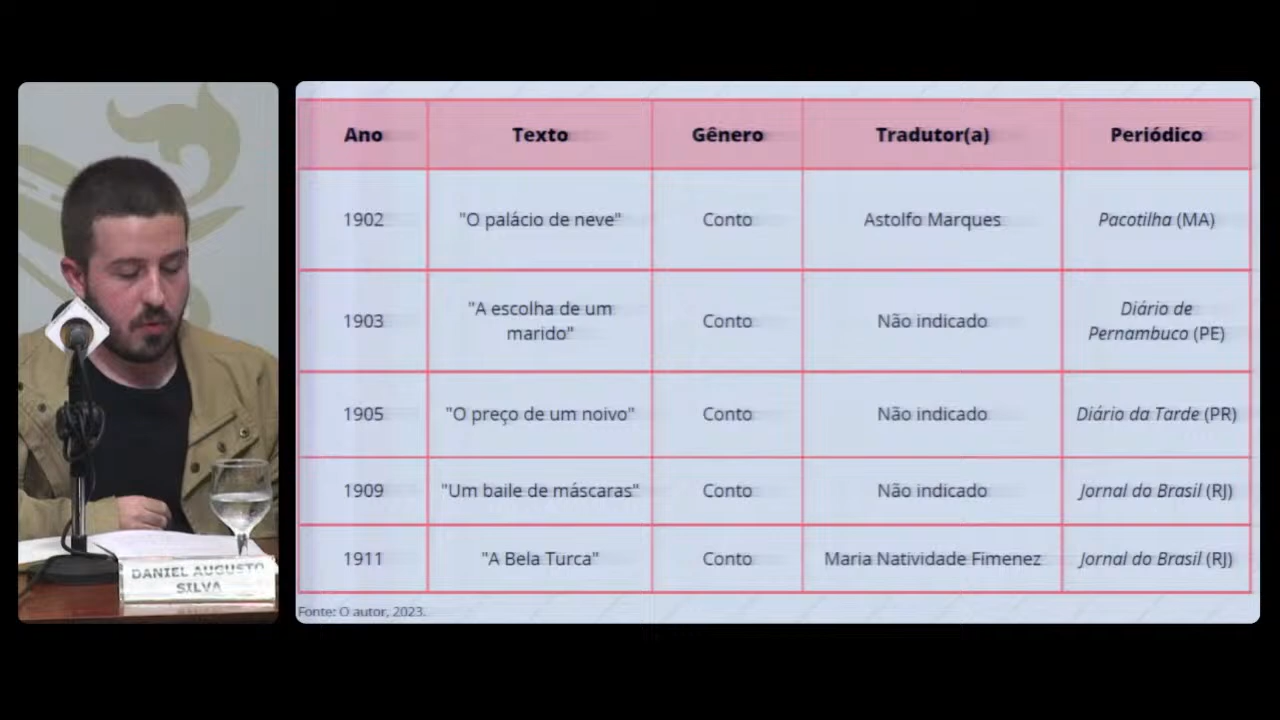 Ano Texto Gênero Tradutor(a) Periódico
1902 "O palácio de neve" Conto Astolfo Marques Pacotilha (MA)
1903 "A escolha de um marido" Conto Não indicado Diário de Pernambuco (PE)
1905 "O preço de um noivo" Conto Não indicado Diário da Tarde (PR)
1909 "Um baile de máscaras" Conto Não indicado Jornal do Brasil (RJ)
1911 "A Bela Turca" Conto Maria Natividade Fimenez Jornal do Brasil (RJ)
Fonte: O autor, 2023.
DANIEL AUGUSTO
SILVA